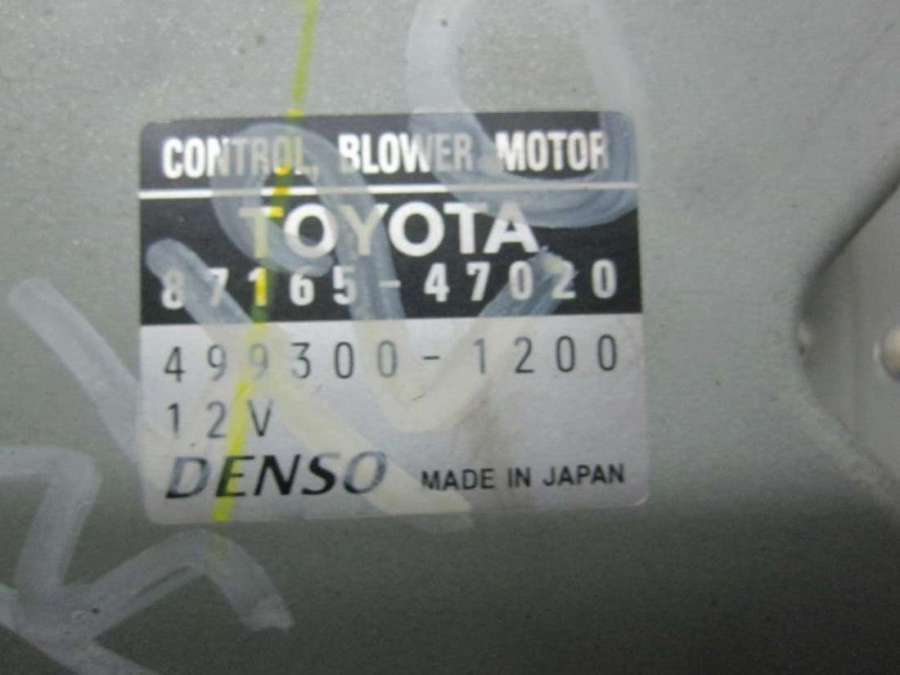 CONTROL, BLOWER MOTOR
TOYOTA
87165-47020
499300-1200
12V
DENSO MADE IN JAPAN